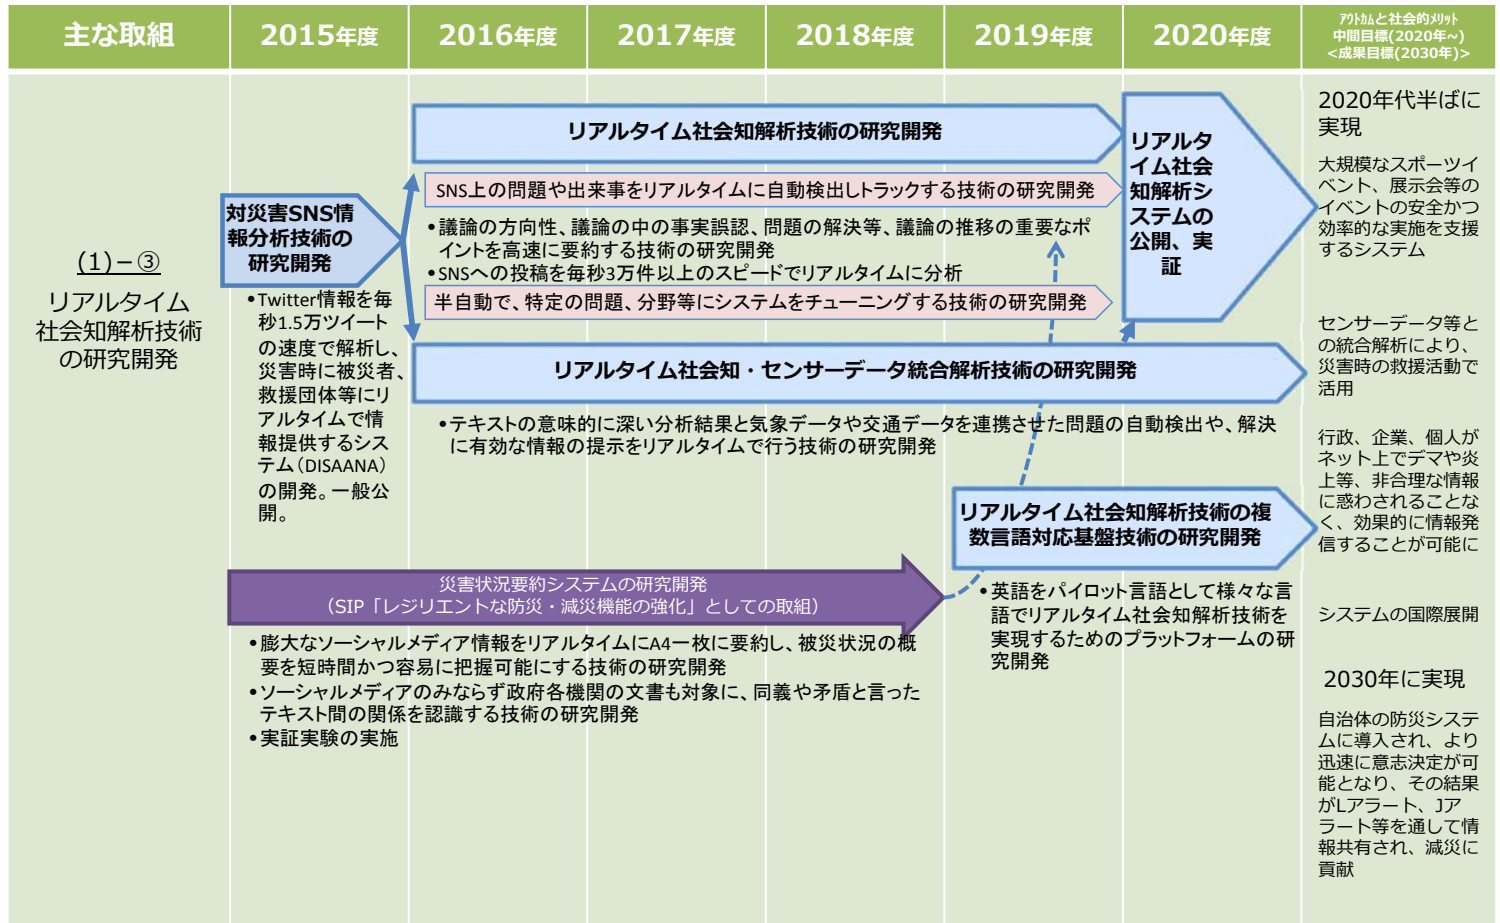 主な取組
2015年度
2016年度
2017年度
2018年度
2019年度
2020年度
ｱｳﾄｶﾑと社会的ﾒﾘｯﾄ
中間目標(2020年~)
<成果目標(2030年)>
(1)－③
リアルタイム
社会知解析技術
の研究開発
対災害SNS情
報分析技術の
研究開発
•Twitter情報を毎
秒1.5万ツイート
の速度で解析し、
災害時に被災者、
救援団体等にリ
アルタイムで情
報提供するシス
テム（DISAANA）
の開発。一般公
開。
リアルタイム社会知解析技術の研究開発
SNS上の問題や出来事をリアルタイムに自動検出しトラックする技術の研究開発
•議論の方向性、議論の中の事実誤認、問題の解決等、議論の推移の重要なポ
イントを高速に要約する技術の研究開発
•SNSへの投稿を毎秒3万件以上のスピードでリアルタイムに分析
半自動で、特定の問題、分野等にシステムをチューニングする技術の研究開発
リアルタイム社会知・センサーデータ統合解析技術の研究開発
•テキストの意味的に深い分析結果と気象データや交通データを連携させた問題の自動検出や、解決
に有効な情報の提示をリアルタイムで行う技術の研究開発
リアルタ
イム社会
知解析シ
ステムの
公開、実
証
リアルタイム社会知解析技術の複
数言語対応基盤技術の研究開発
•英語をパイロット言語として様々な言
語でリアルタイム社会知解析技術を
実現するためのプラットフォームの研
究開発
災害状況要約システムの研究開発
（SIP「レジリエントな防災・減災機能の強化」としての取組）
•膨大なソーシャルメディア情報をリアルタイムにA4一枚に要約し、被災状況の概
要を短時間かつ容易に把握可能にする技術の研究開発
•ソーシャルメディアのみならず政府各機関の文書も対象に、同義や矛盾と言った
テキスト間の関係を認識する技術の研究開発
•実証実験の実施
2020年代半ばに
実現
大規模なスポーツイ
ベント、展示会等の
イベントの安全かつ
効率的な実施を支援
するシステム
センサーデータ等と
の統合解析により、
災害時の救援活動で
活用
行政、企業、個人が
ネット上でデマや炎
上等、非合理な情報
に惑わされることな
く、効果的に情報発
信することが可能に
システムの国際展開
2030年に実現
自治体の防災システ
ムに導入され、より
迅速に意志決定が可
能となり、その結果
がLアラート、Jア
ラート等を通して情
報共有され、減災に
貢献